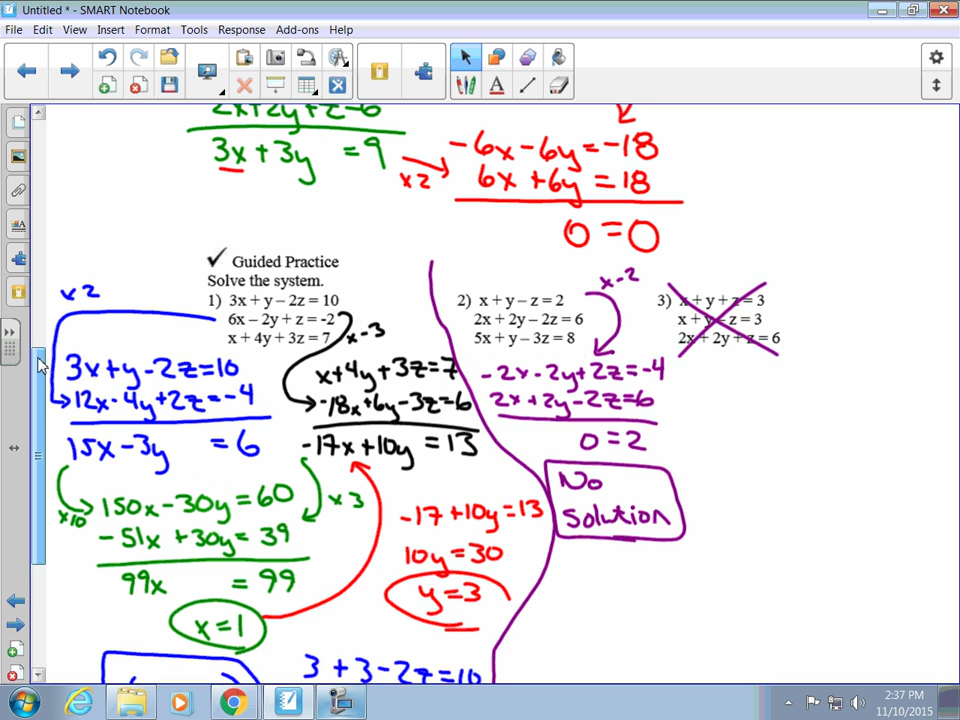 Untitled * - SMART Notebook
File Edit View Insert Format Tools Response Add-ons Help
2x+2y+z=6
3x+3y =9
x2
-6x-6y=-18
6x+6y=18
0=0
✓ Guided Practice
Solve the system.
1) 3x + y – 2z = 10
6x – 2y + z = -2
x + 4y + 3z = 7
x2
x-3
3x+y-2z=10
12x-4y+2z=-4
15x-3y =6
x+4y+3z=7
-18x+6y-3z=6
-17x+10y=13
x10
150x-30y=60
-51x+30y=39
x3
99x =99
x=1
-17+10y=13
10y=30
y=3
3+3-2z=10
2) x + y – z = 2
2x + 2y – 2z = 6
5x + y – 3z = 8
x-2
-2x-2y+2z=-4
2x+2y-2z=6
0=2
No
Solution
3) x + y + z = 3
x + y – z = 3
2x + 2y + z = 6
2:37 PM
11/10/2015